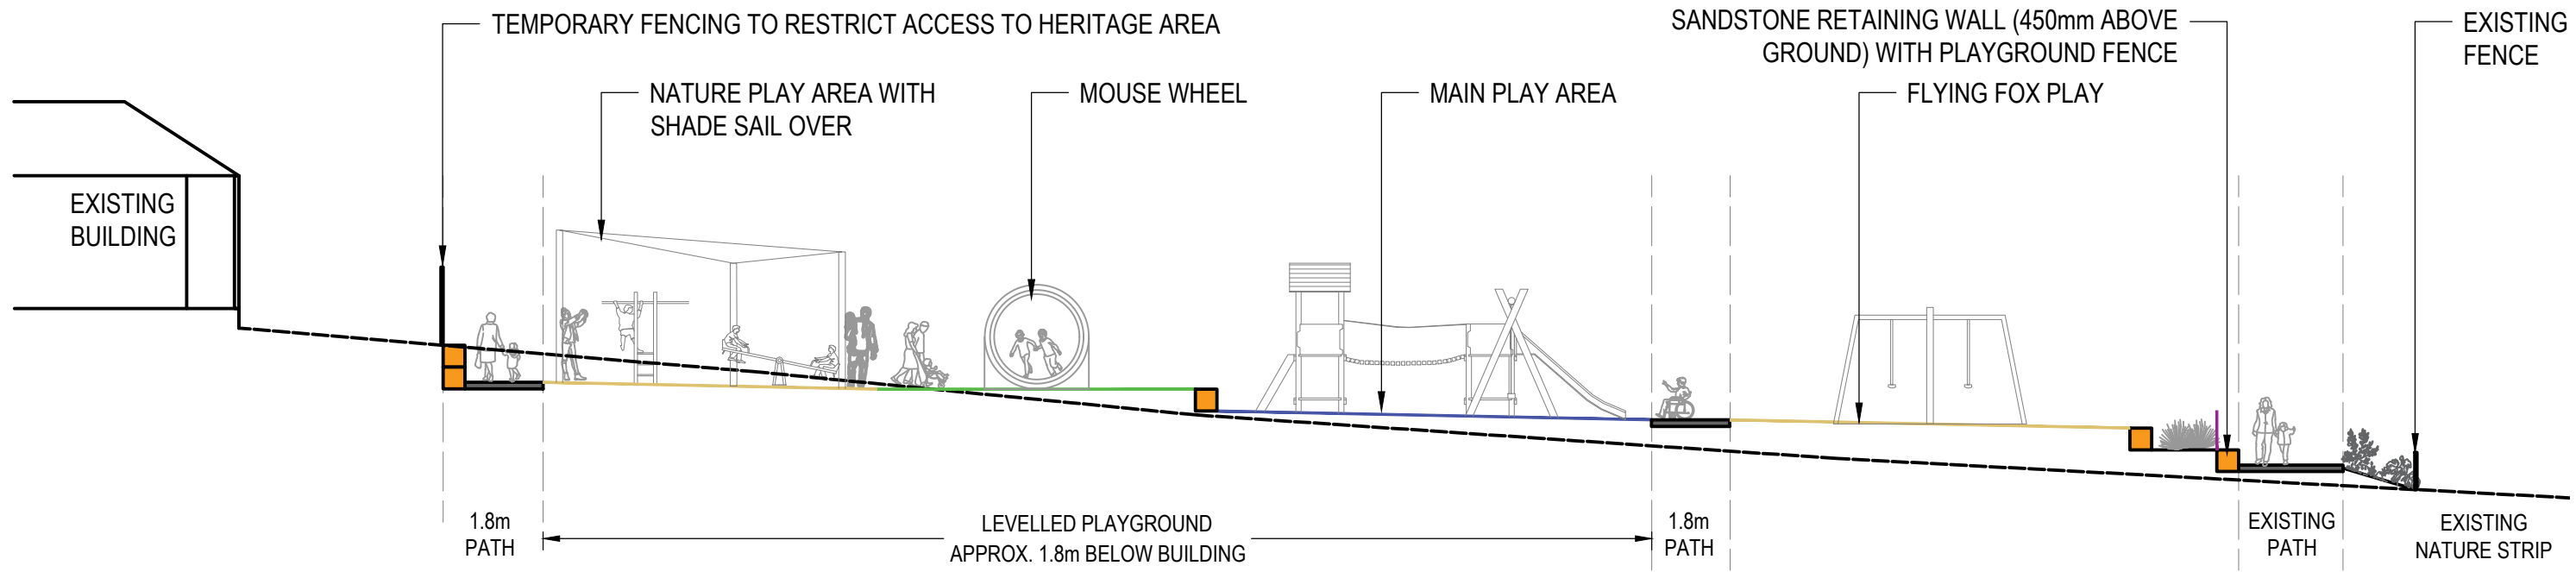 TEMPORARY FENCING TO RESTRICT ACCESS TO HERITAGE AREA
SANDSTONE RETAINING WALL (450mm ABOVE
GROUND) WITH PLAYGROUND FENCE
EXISTING
FENCE
NATURE PLAY AREA WITH
SHADE SAIL OVER
MOUSE WHEEL
MAIN PLAY AREA
FLYING FOX PLAY
EXISTING
BUILDING
1.8m
PATH
LEVELLED PLAYGROUND
APPROX. 1.8m BELOW BUILDING
1.8m
PATH
EXISTING
PATH
EXISTING
NATURE STRIP